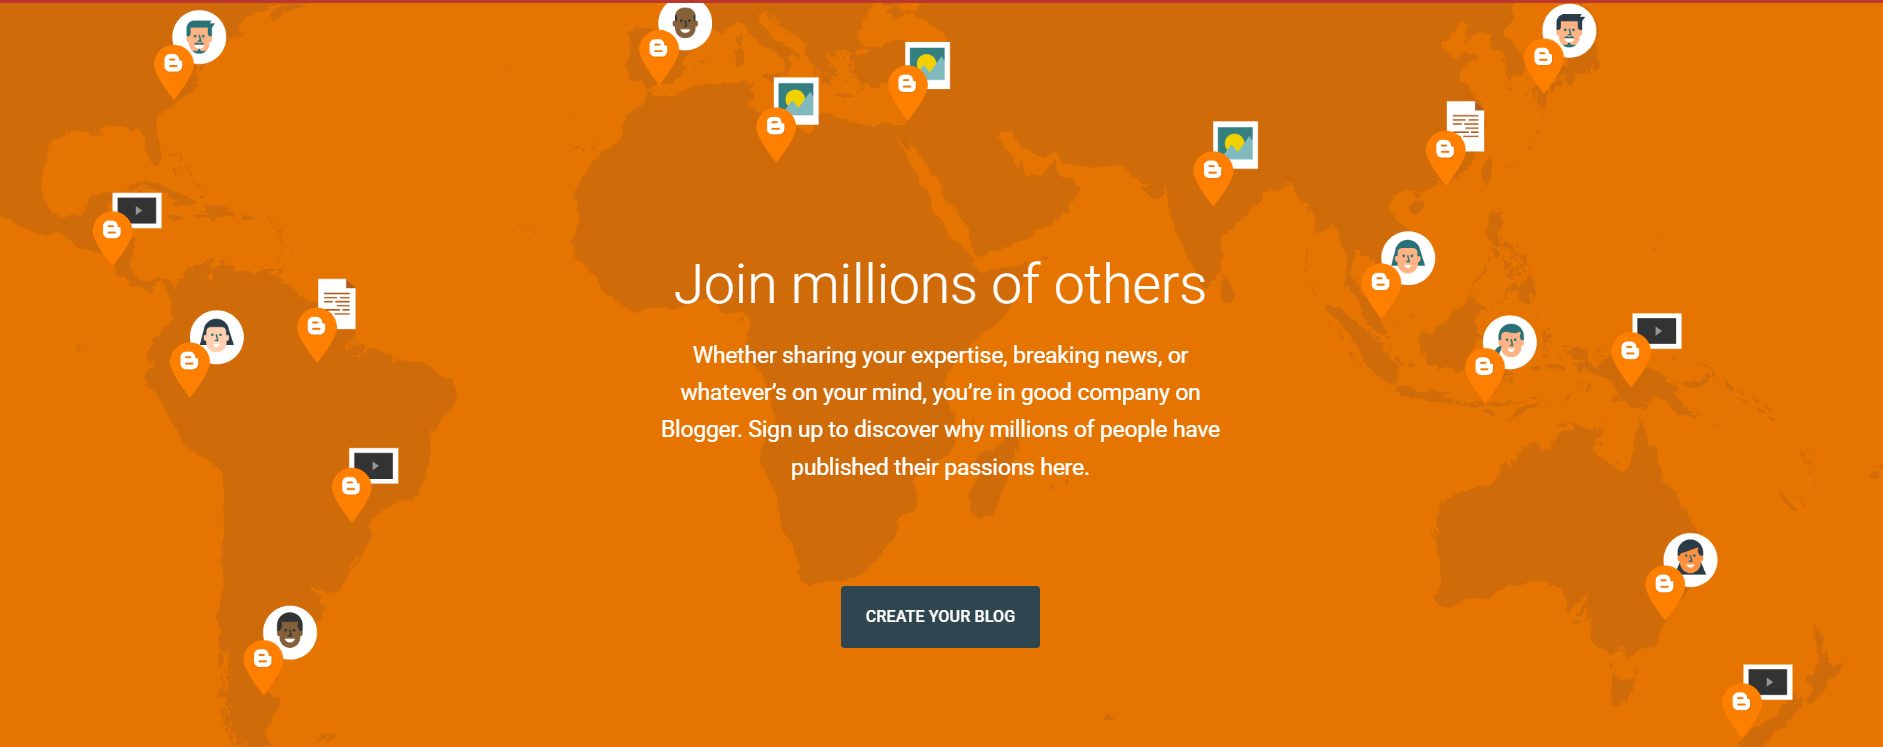 Join millions of others
Whether sharing your expertise, breaking news, or
whatever’s on your mind, you’re in good company on
Blogger. Sign up to discover why millions of people have
published their passions here.
CREATE YOUR BLOG